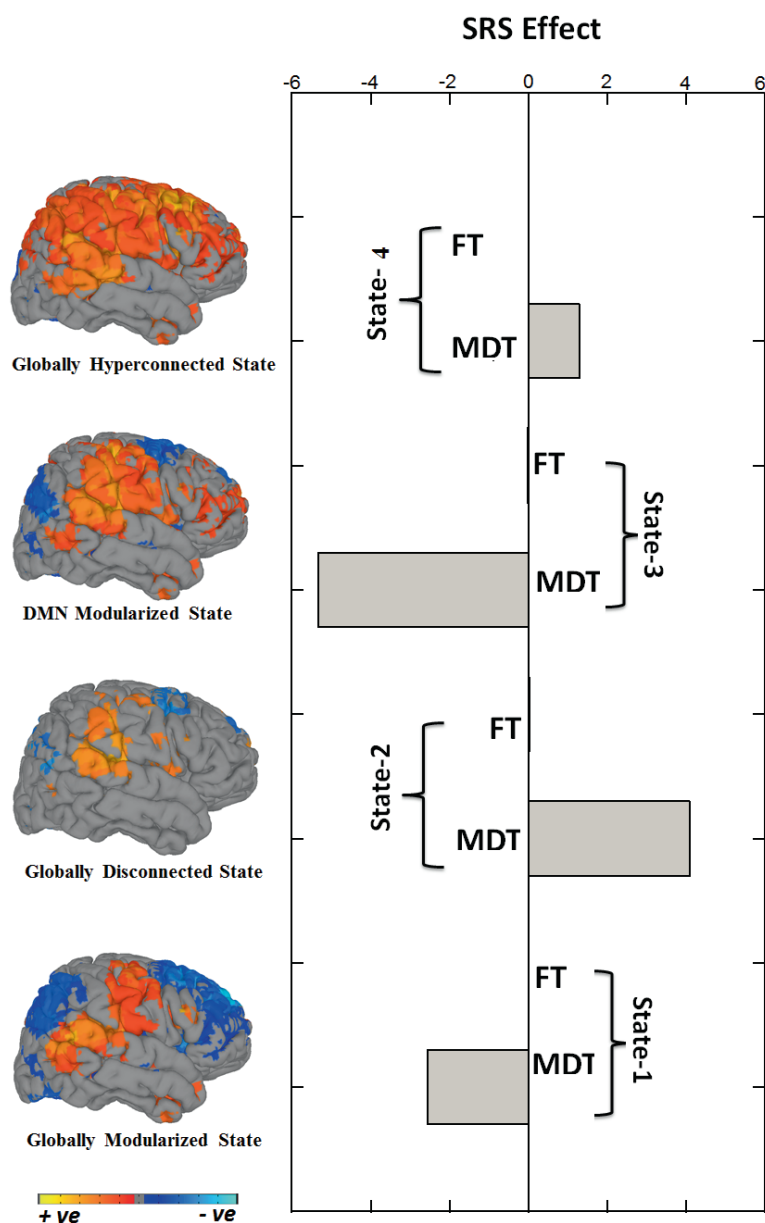 SRS Effect
-6 -4 -2 0 2 4 6
State- 4
FT
MDT
Globally Hyperconnected State
FT
MDT
State-3
DMN Modularized State
State-2
FT
MDT
Globally Disconnected State
FT
MDT
State-1
Globally Modularized State
+ ve - ve